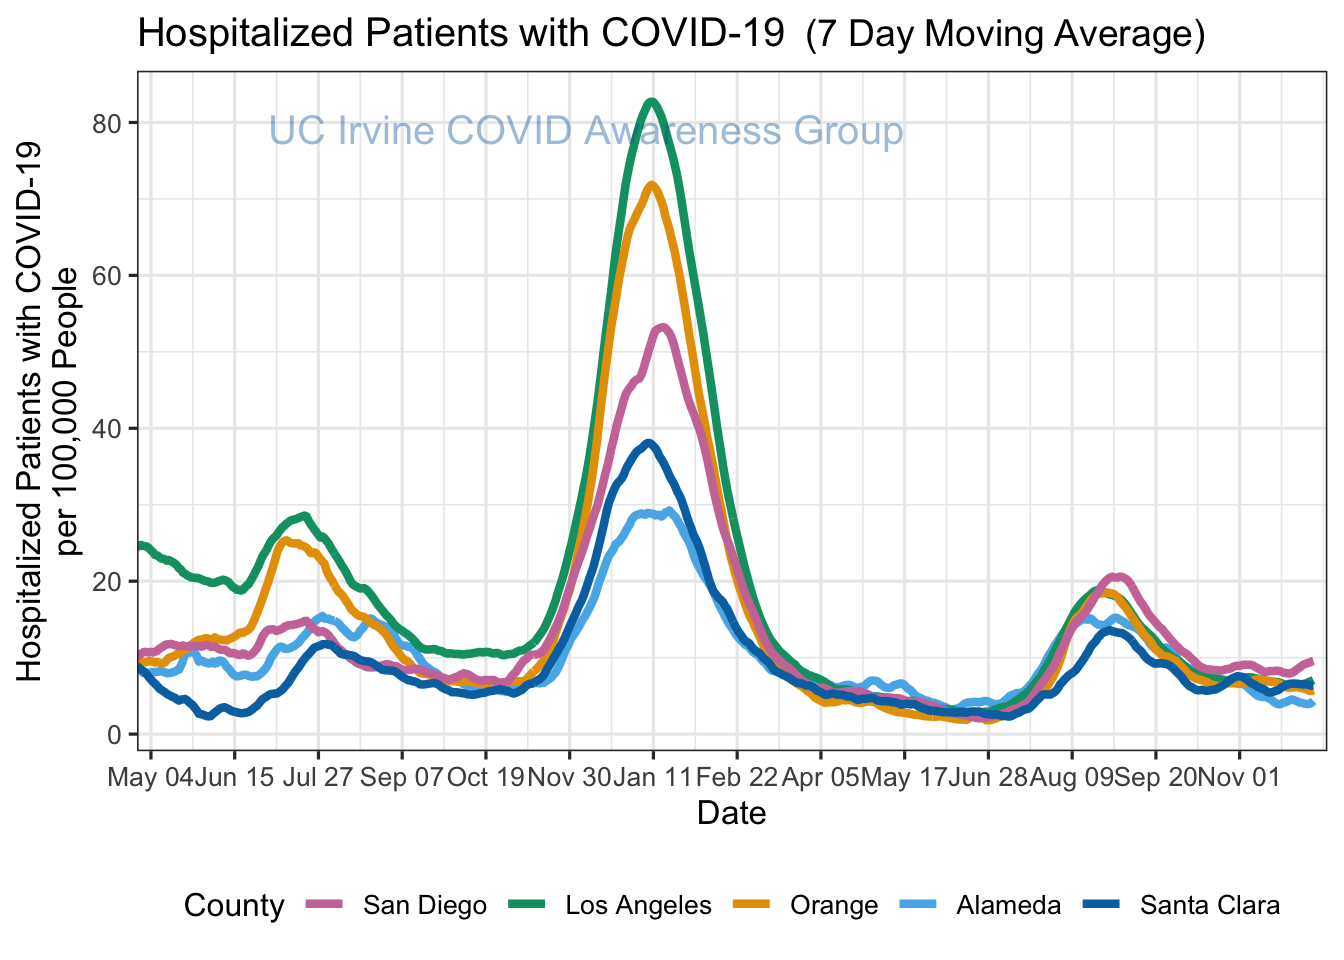 Hospitalized Patients with COVID-19  (7 Day Moving Average)
UC Irvine COVID Awareness Group
Hospitalized Patients with COVID-19
per 100,000 People
80
60
40
20
0
May 04 Jun 15 Jul 27 Sep 07 Oct 19 Nov 30 Jan 11 Feb 22 Apr 05 May 17 Jun 28 Aug 09 Sep 20 Nov 01
Date
County San Diego Los Angeles Orange Alameda Santa Clara